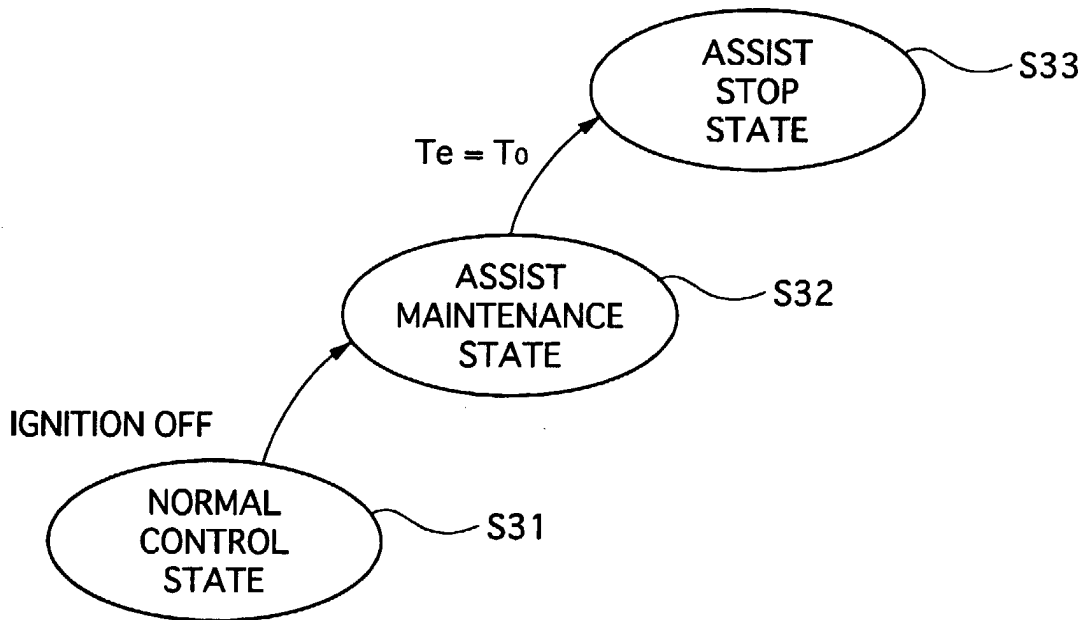 ASSIST
STOP
STATE
S33
Te = T₀
ASSIST
MAINTENANCE
STATE
S32
IGNITION OFF
NORMAL
CONTROL
STATE
S31